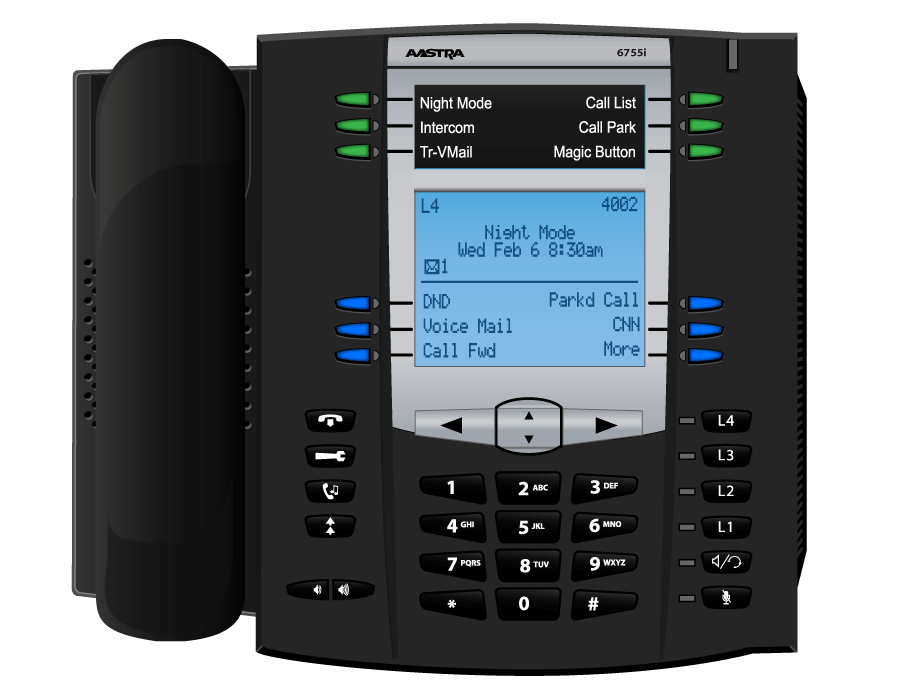 AASTRA 6755i
Night Mode Call List
Intercom Call Park
Tr-VMail Magic Button
L4 4002
Night Mode
Wed Feb 6 8:30am
1
DND Parkd Call
Voice Mail CNN
Call Fwd More
L4
L3
L2
L1
1 2 ABC 3 DEF
4 GHI 5 JKL 6 MNO
7 PQRS 8 TUV 9 WXYZ
* 0 #